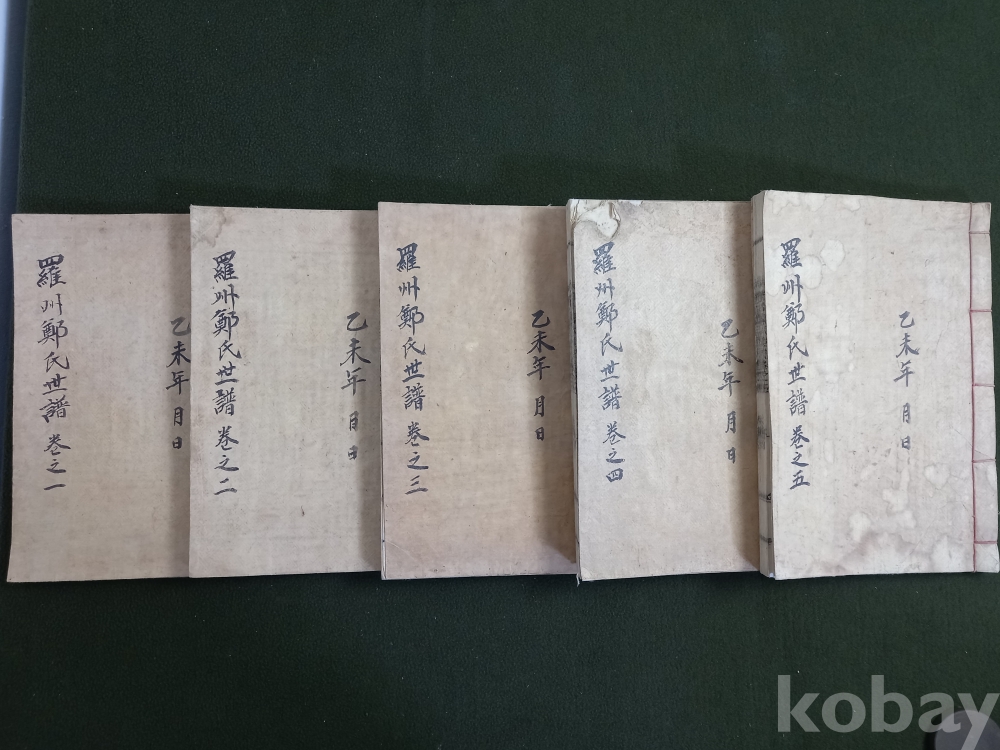 羅州鄭氏世譜 卷之一
乙未年 月 日
羅州鄭氏世譜 卷之二
乙未年 月 日
羅州鄭氏世譜 卷之三
乙未年 月 日
羅州鄭氏世譜 卷之四
乙未年 月 日
羅州鄭氏世譜 卷之五
乙未年 月 日
kobay